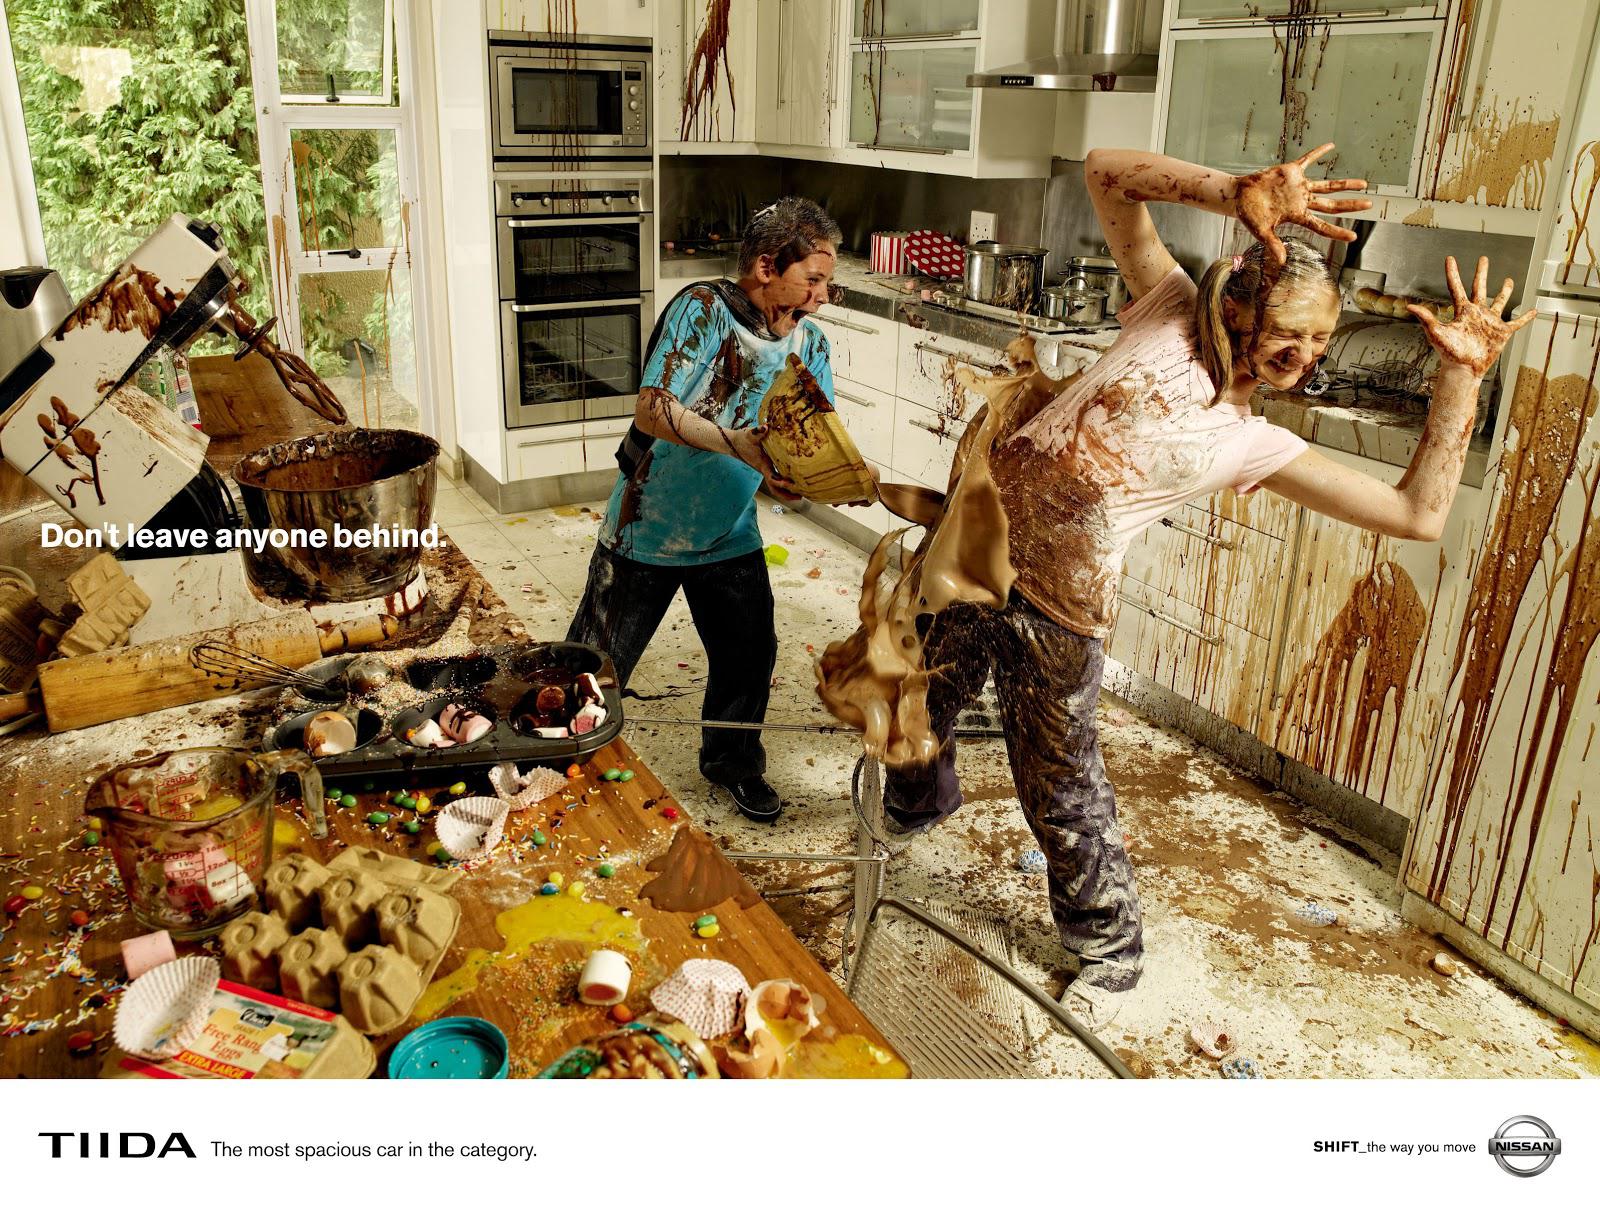 Don't leave anyone behind.
Free Range
Eggs
EXTRA LARGE
TIIDA The most spacious car in the category.
SHIFT_the way you move
NISSAN